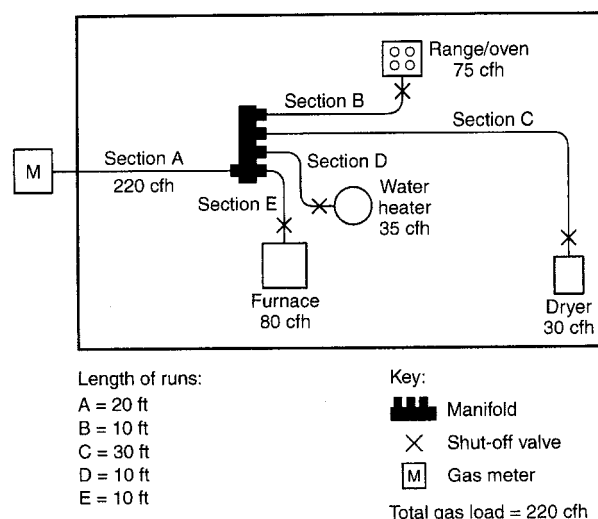 Range/oven
75 cfh
Section B
Section C
Section A
M
220 cfh
Section D
Section E
Water
heater
35 cfh
Furnace
80 cfh
Dryer
30 cfh
Length of runs:
A = 20 ft
B = 10 ft
C = 30 ft
D = 10 ft
E = 10 ft
Key:
Manifold
Shut-off valve
M Gas meter
Total gas load = 220 cfh